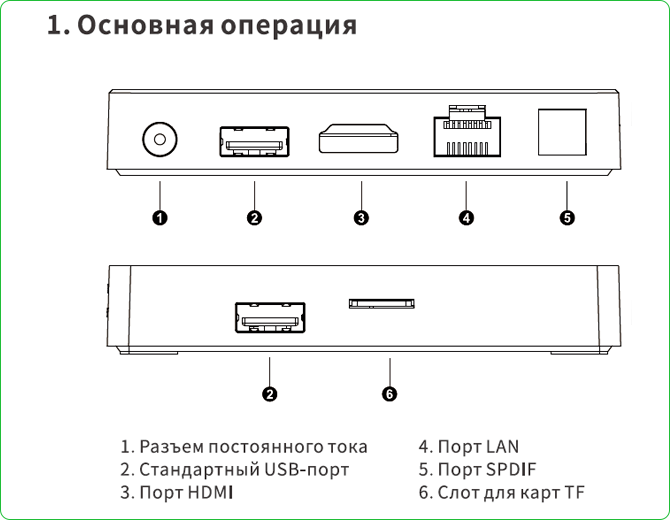 1. Основная операция
1 2 3 4 5
2 6
1. Разъем постоянного тока
2. Стандартный USB-порт
3. Порт HDMI
4. Порт LAN
5. Порт SPDIF
6. Слот для карт TF